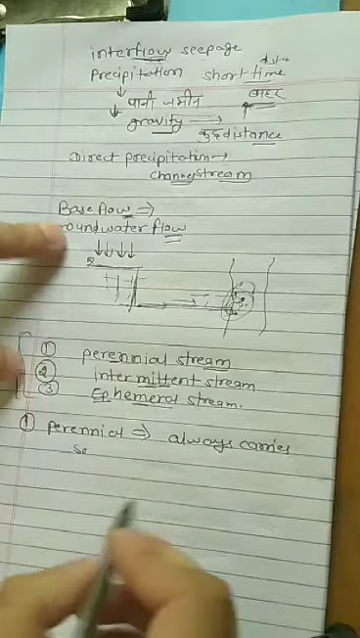 interflow seepage
Precipitation short time
↓ पानी जमीन बाहर
↓ gravity → कुछ distance
Direct precipitation →
channel stream
Base flow ⇒
roundwater flow
① perennial stream
② intermittent stream
③ Ephemeral stream.
① perennial ⇒ always carries